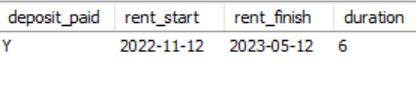 deposit_paid rent_start rent_finish duration
Y 2022-11-12 2023-05-12 6